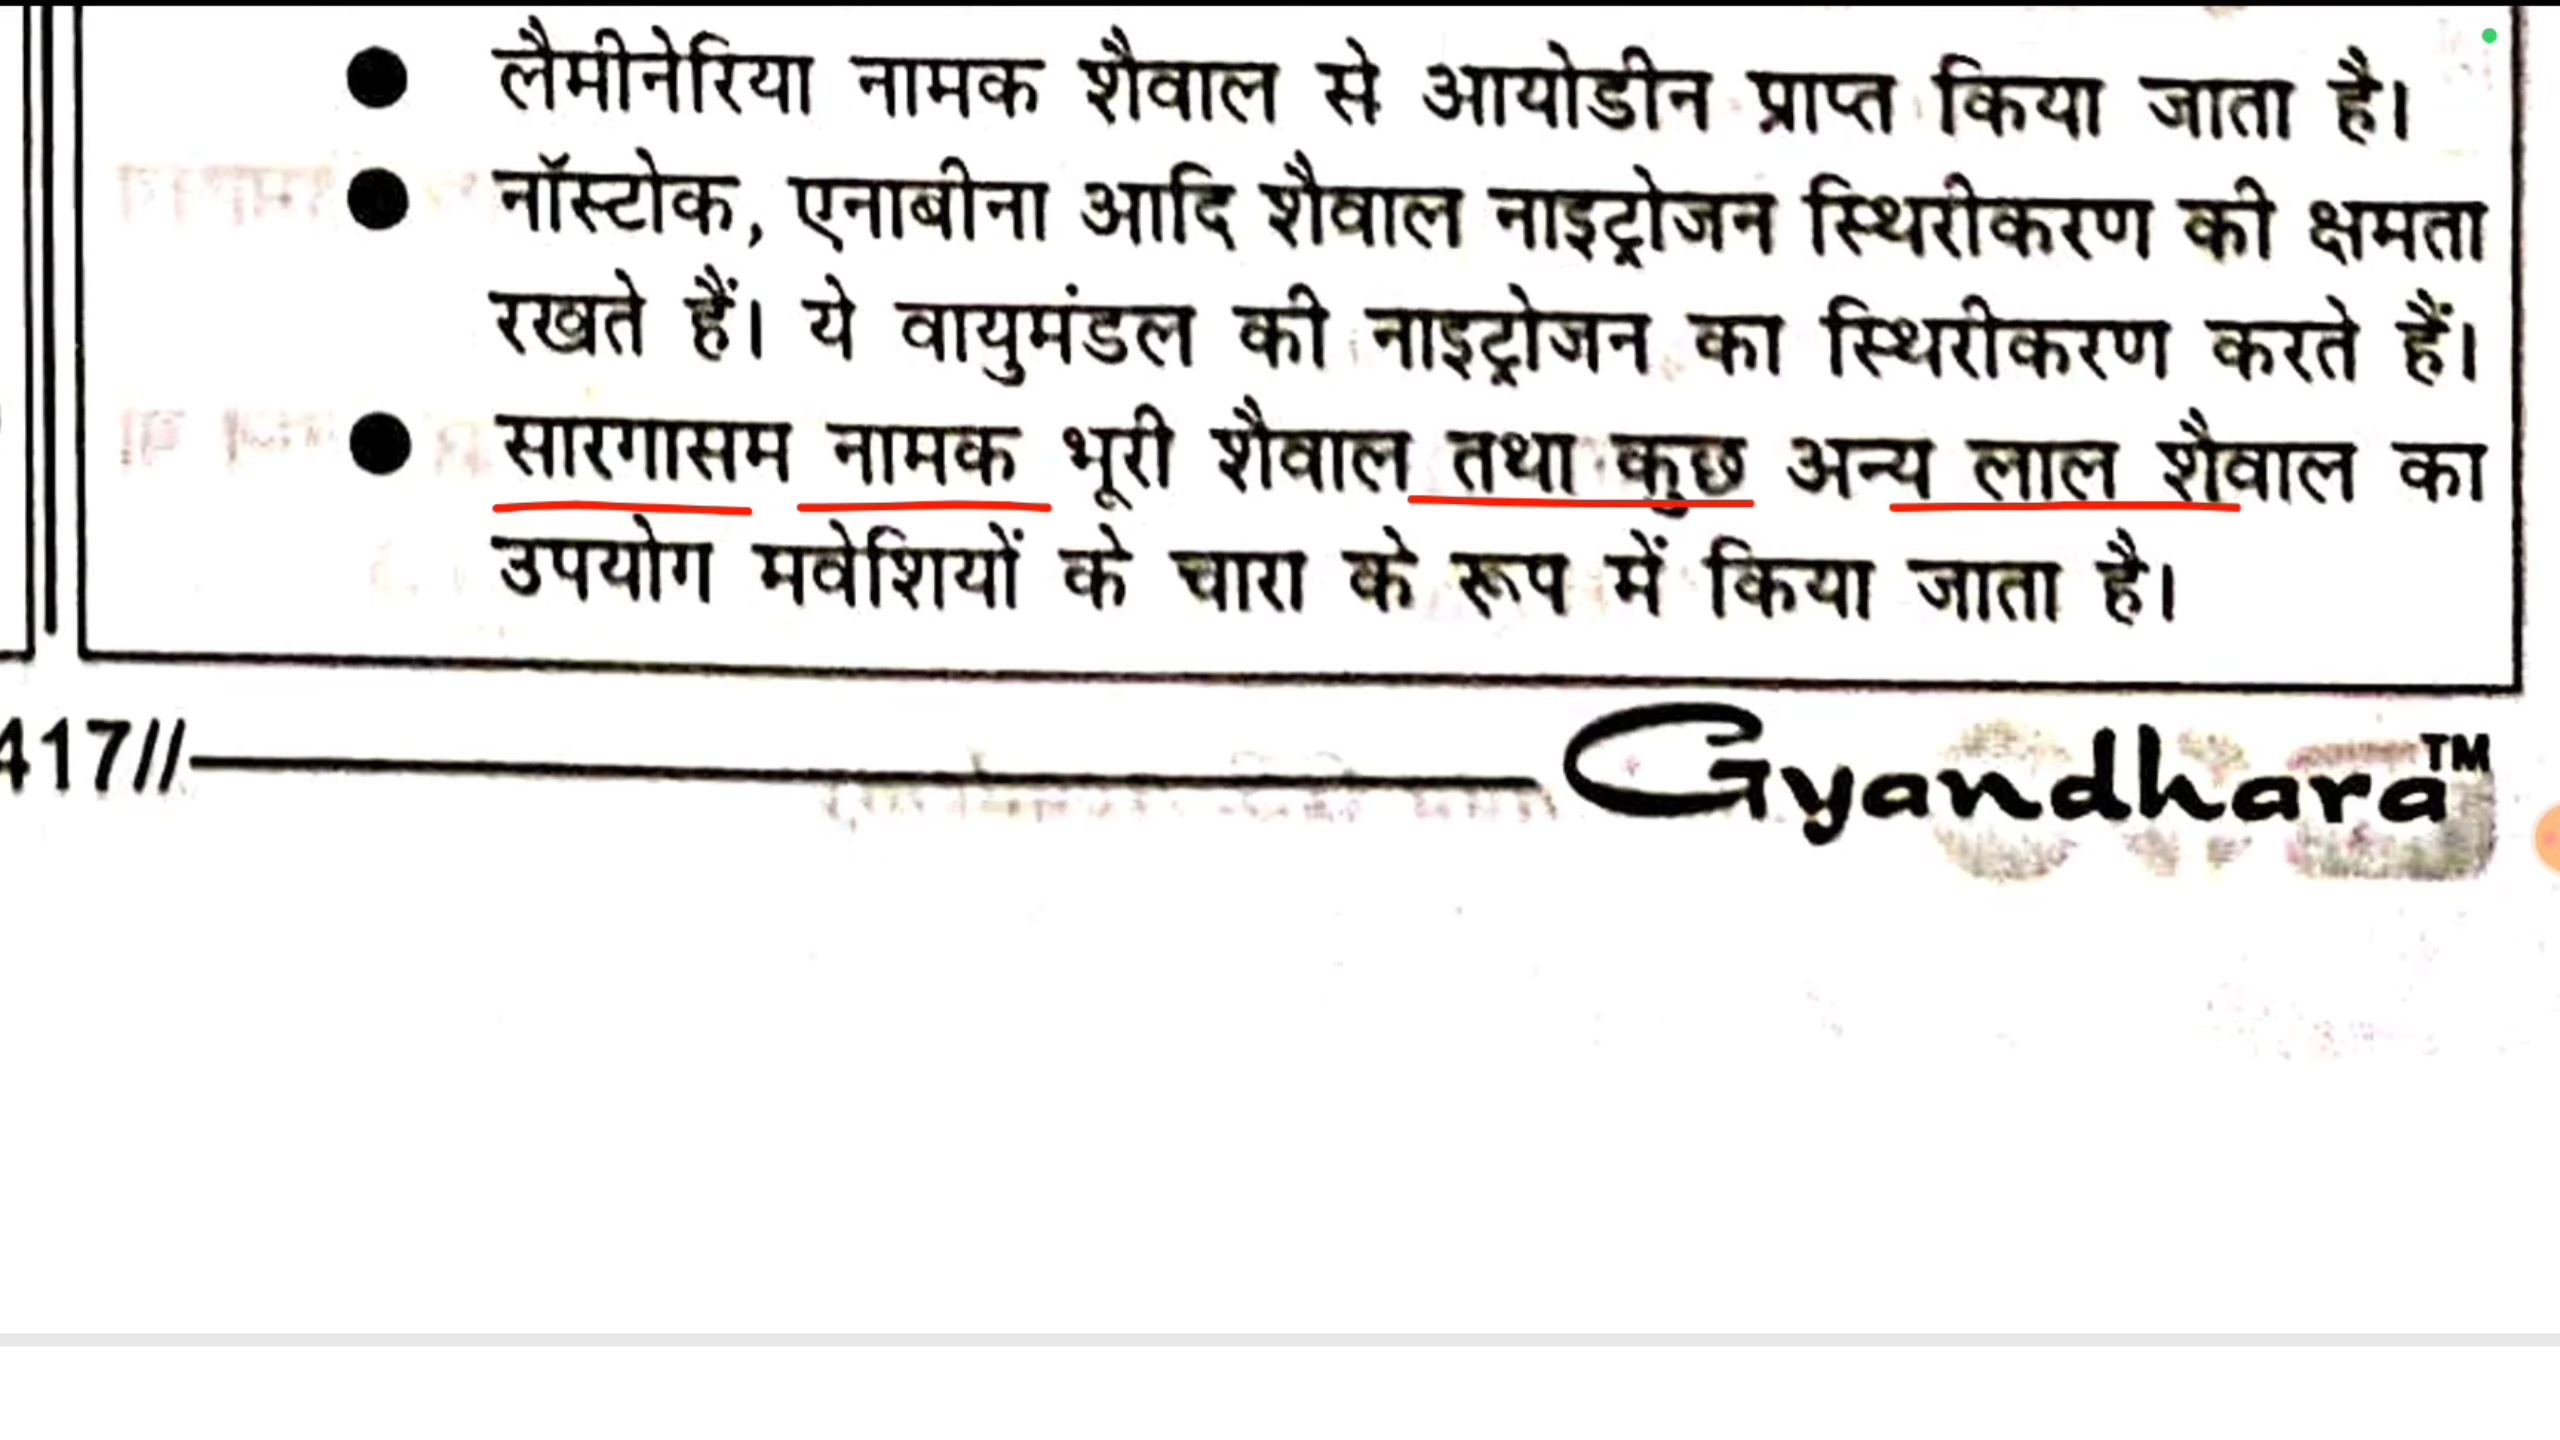 लैमीनेरिया नामक शैवाल से आयोडीन प्राप्त किया जाता है।
नॉस्टोक, एनाबीना आदि शैवाल नाइट्रोजन स्थिरीकरण की क्षमता
रखते हैं। ये वायुमंडल की नाइट्रोजन का स्थिरीकरण करते हैं।
सारगासम नामक भूरी शैवाल तथा कुछ अन्य लाल शैवाल का
उपयोग मवेशियों के चारा के रूप में किया जाता है।
417// Gyandhara™